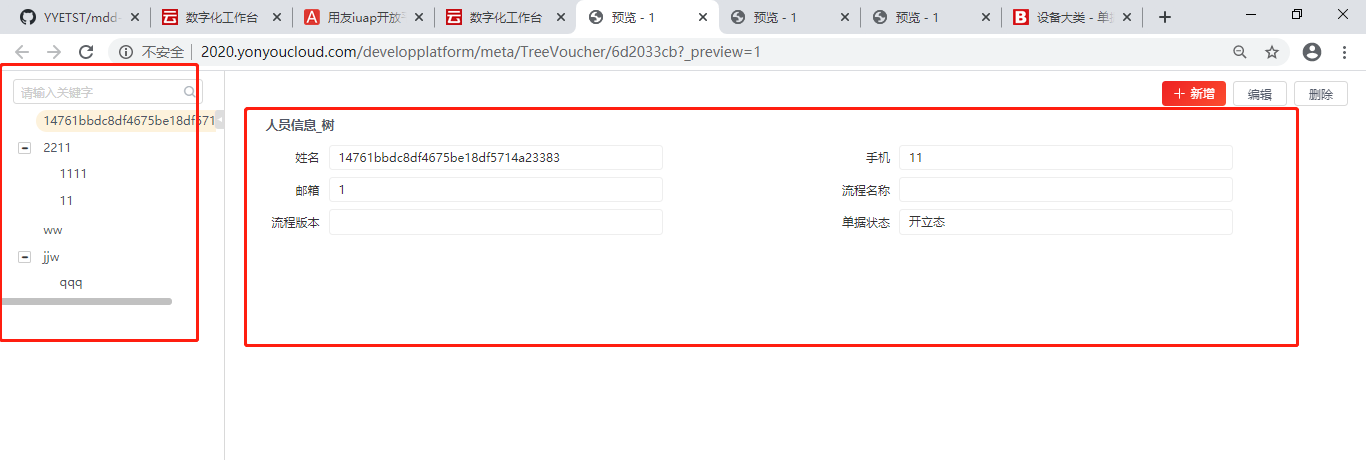 YYETST/mdd-
数字化工作台
用友iuap开放
数字化工作台
预览 - 1
预览 - 1
预览 - 1
设备大类 - 单
不安全
2020.yonyoucloud.com/developplatform/meta/TreeVoucher/6d2033cb?_preview=1
请输入关键字
14761bbdc8df4675be18df571
2211
1111
11
ww
jjw
qqq
新增
编辑
删除
人员信息_树
姓名 14761bbdc8df4675be18df5714a23383 手机 11
邮箱 1 流程名称
流程版本 单据状态 开立态